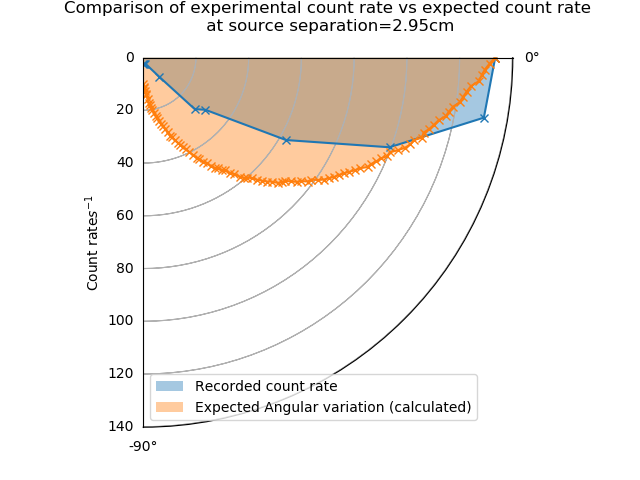 Comparison of experimental count rate vs expected count rate
at source separation=2.95cm
0
0°
20
40
60
80
100
120
140
Count rates⁻¹
-90°
Recorded count rate
Expected Angular variation (calculated)